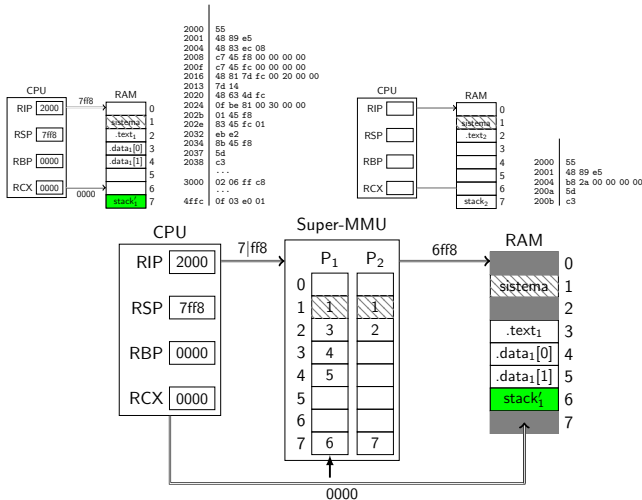 2000 55
2001 48 89 e5
2004 48 83 ec 08
2008 c7 45 f8 00 00 00 00
200f c7 45 fc 00 00 00 00
2016 48 81 7d fc 00 20 00 00
2013 7d 14
2020 48 63 4d fc
2024 0f be 81 00 30 00 00
202b 01 45 f8
202e 83 45 fc 01
2032 eb e2
2034 8b 45 f8
2037 5d
2038 c3
...
3000 02 06 ff c8
...
4ffc 0f 03 e0 01
CPU
RIP 2000
RSP 7ff8
RBP 0000
RCX 0000
7ff8
0000
RAM
0
sistema 1
.text₁ 2
.data₁[0] 3
.data₁[1] 4
5
6
stack′₁ 7
CPU
RIP
RSP
RBP
RCX
RAM
0
sistema 1
.text₂ 2
3
4
5
6
stack₂ 7
2000 55
2001 48 89 e5
2004 b8 2a 00 00 00 00
200a 5d
200b c3
CPU
RIP 2000
RSP 7ff8
RBP 0000
RCX 0000
7|ff8
Super-MMU
P₁ P₂
0
1 1 1
2 3 2
3 4
4 5
5
6
7 6 7
6ff8
RAM
0
sistema 1
2
.text₁ 3
.data₁[0] 4
.data₁[1] 5
stack′₁ 6
7
0000